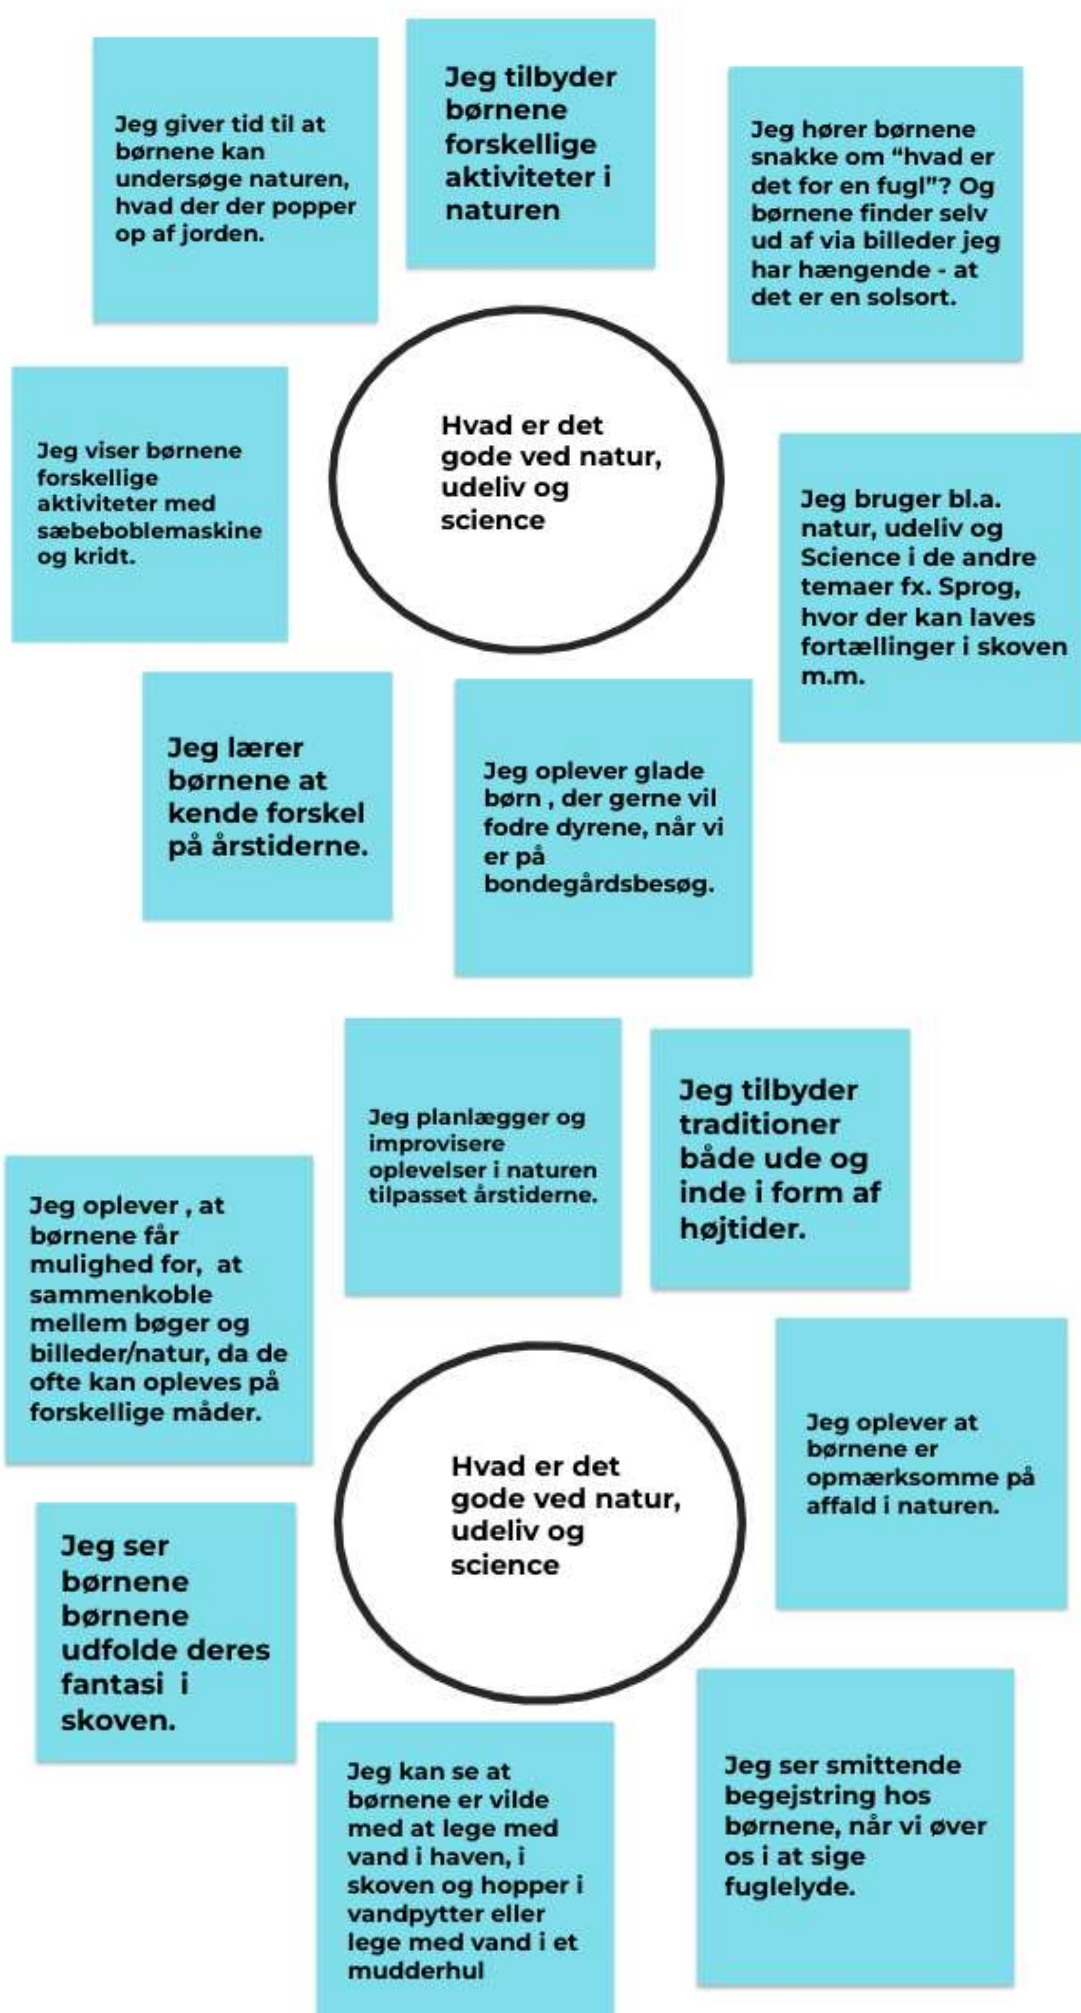 Jeg giver tid til at
børnene kan
undersøge naturen,
hvad der der popper
op af jorden.
Jeg tilbyder
børnene
forskellige
aktiviteter i
naturen
Jeg hører børnene
snakke om “hvad er
det for en fugl”? Og
børnene finder selv
ud af via billeder jeg
har hængende - at
det er en solsort.
Jeg viser børnene
forskellige
aktiviteter med
sæbeboblemaskine
og kridt.
Hvad er det
gode ved natur,
udeliv og
science
Jeg bruger bl.a.
natur, udeliv og
Science i de andre
temaer fx. Sprog,
hvor der kan laves
fortællinger i skoven
m.m.
Jeg lærer
børnene at
kende forskel
på årstiderne.
Jeg oplever glade
børn , der gerne vil
fodre dyrene, når vi
er på
bondegårdsbesøg.
Jeg planlægger og
improvisere
oplevelser i naturen
tilpasset årstiderne.
Jeg tilbyder
traditioner
både ude og
inde i form af
højtider.
Jeg oplever , at
børnene får
mulighed for,  at
sammenkoble
mellem bøger og
billeder/natur, da de
ofte kan opleves på
forskellige måder.
Hvad er det
gode ved natur,
udeliv og
science
Jeg oplever at
børnene er
opmærksomme på
affald i naturen.
Jeg ser
børnene
børnene
udfolde deres
fantasi  i
skoven.
Jeg kan se at
børnene er vilde
med at lege med
vand i haven, i
skoven og hopper i
vandpytter eller
lege med vand i et
mudderhul
Jeg ser smittende
begejstring hos
børnene, når vi øver
os i at sige
fuglelyde.